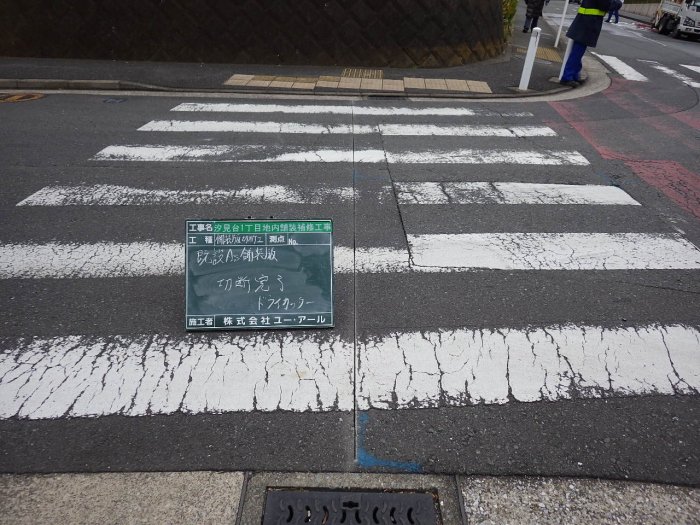 工事名 汐見台1丁目地内舗装補修工事
工種 舗装版切断工 測点 No.
既設As舗装版
切断完了
ドライカッター
施工者 株式会社ユー・アール